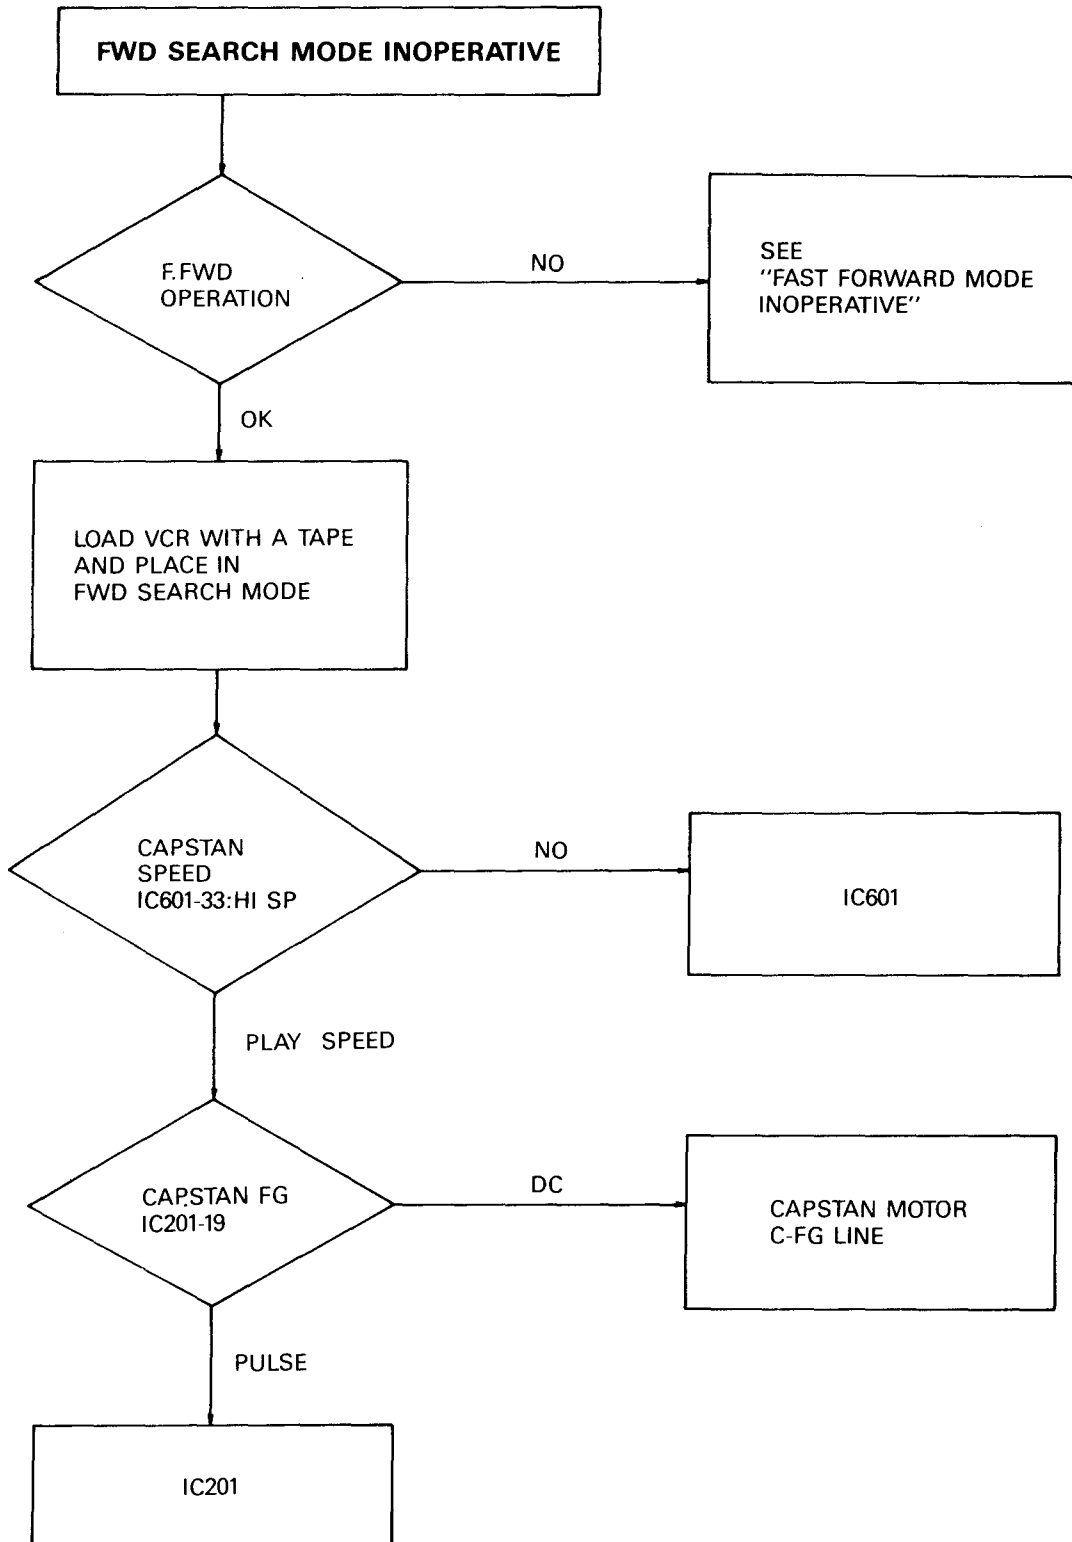 FWD SEARCH MODE INOPERATIVE
F.FWD
OPERATION
NO
SEE
"FAST FORWARD MODE
INOPERATIVE"
OK
LOAD VCR WITH A TAPE
AND PLACE IN
FWD SEARCH MODE
CAPSTAN
SPEED
IC601-33:HI SP
NO
IC601
PLAY SPEED
CAPSTAN FG
IC201-19
DC
CAPSTAN MOTOR
C-FG LINE
PULSE
IC201